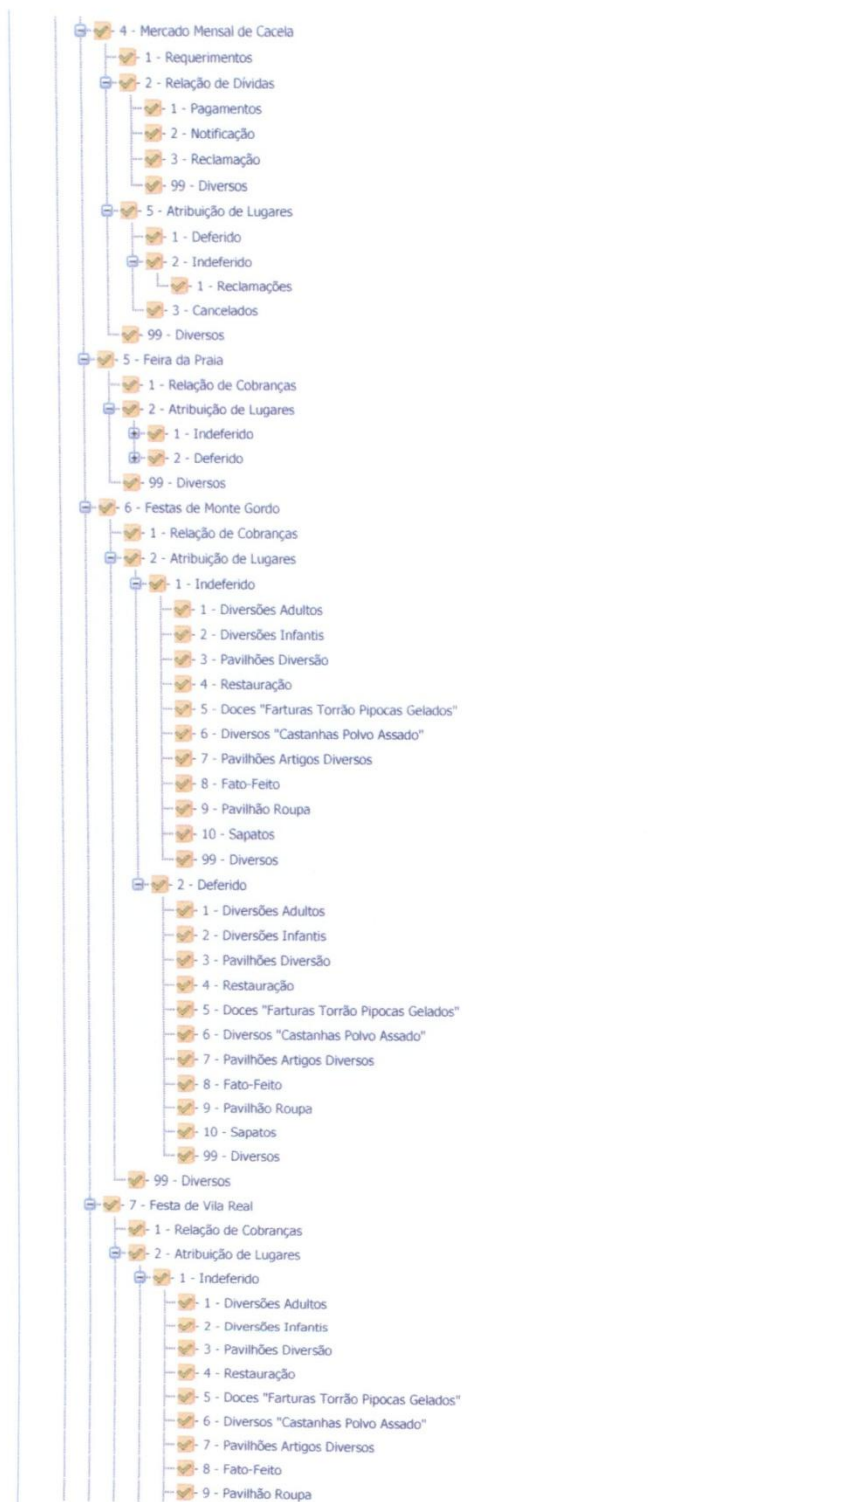 4 - Mercado Mensal de Cacela
1 - Requerimentos
2 - Relação de Dívidas
1 - Pagamentos
2 - Notificação
3 - Reclamação
99 - Diversos
5 - Atribuição de Lugares
1 - Deferido
2 - Indeferido
1 - Reclamações
3 - Cancelados
99 - Diversos
5 - Feira da Praia
1 - Relação de Cobranças
2 - Atribuição de Lugares
1 - Indeferido
2 - Deferido
99 - Diversos
6 - Festas de Monte Gordo
1 - Relação de Cobranças
2 - Atribuição de Lugares
1 - Indeferido
1 - Diversões Adultos
2 - Diversões Infantis
3 - Pavilhões Diversão
4 - Restauração
5 - Doces "Farturas Torrão Pipocas Gelados"
6 - Diversos "Castanhas Polvo Assado"
7 - Pavilhões Artigos Diversos
8 - Fato-Feito
9 - Pavilhão Roupa
10 - Sapatos
99 - Diversos
2 - Deferido
1 - Diversões Adultos
2 - Diversões Infantis
3 - Pavilhões Diversão
4 - Restauração
5 - Doces "Farturas Torrão Pipocas Gelados"
6 - Diversos "Castanhas Polvo Assado"
7 - Pavilhões Artigos Diversos
8 - Fato-Feito
9 - Pavilhão Roupa
10 - Sapatos
99 - Diversos
99 - Diversos
7 - Festa de Vila Real
1 - Relação de Cobranças
2 - Atribuição de Lugares
1 - Indeferido
1 - Diversões Adultos
2 - Diversões Infantis
3 - Pavilhões Diversão
4 - Restauração
5 - Doces "Farturas Torrão Pipocas Gelados"
6 - Diversos "Castanhas Polvo Assado"
7 - Pavilhões Artigos Diversos
8 - Fato-Feito
9 - Pavilhão Roupa